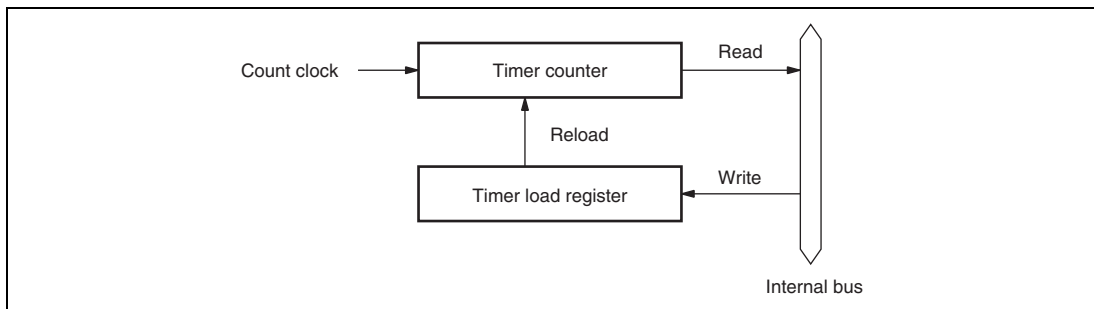 Read
Count clock
Timer counter
Reload
Write
Timer load register
Internal bus